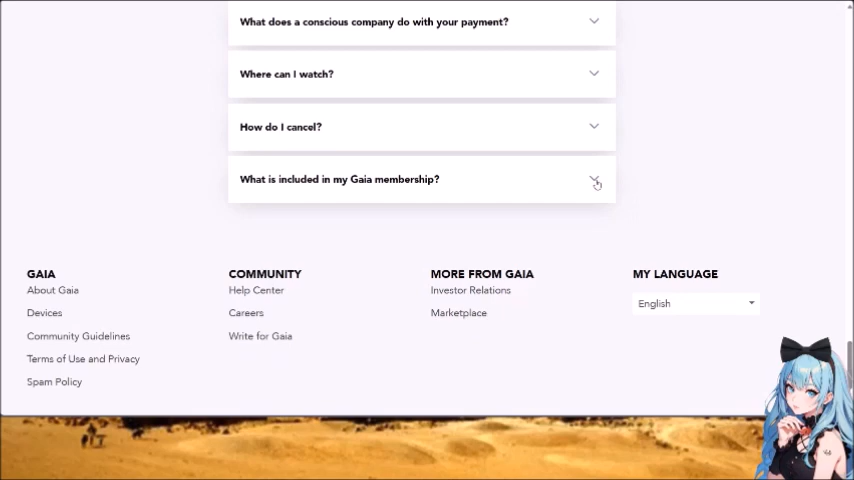 What does a conscious company do with your payment?
Where can I watch?
How do I cancel?
What is included in my Gaia membership?
GAIA
About Gaia
Devices
Community Guidelines
Terms of Use and Privacy
Spam Policy
COMMUNITY
Help Center
Careers
Write for Gaia
MORE FROM GAIA
Investor Relations
Marketplace
MY LANGUAGE
English